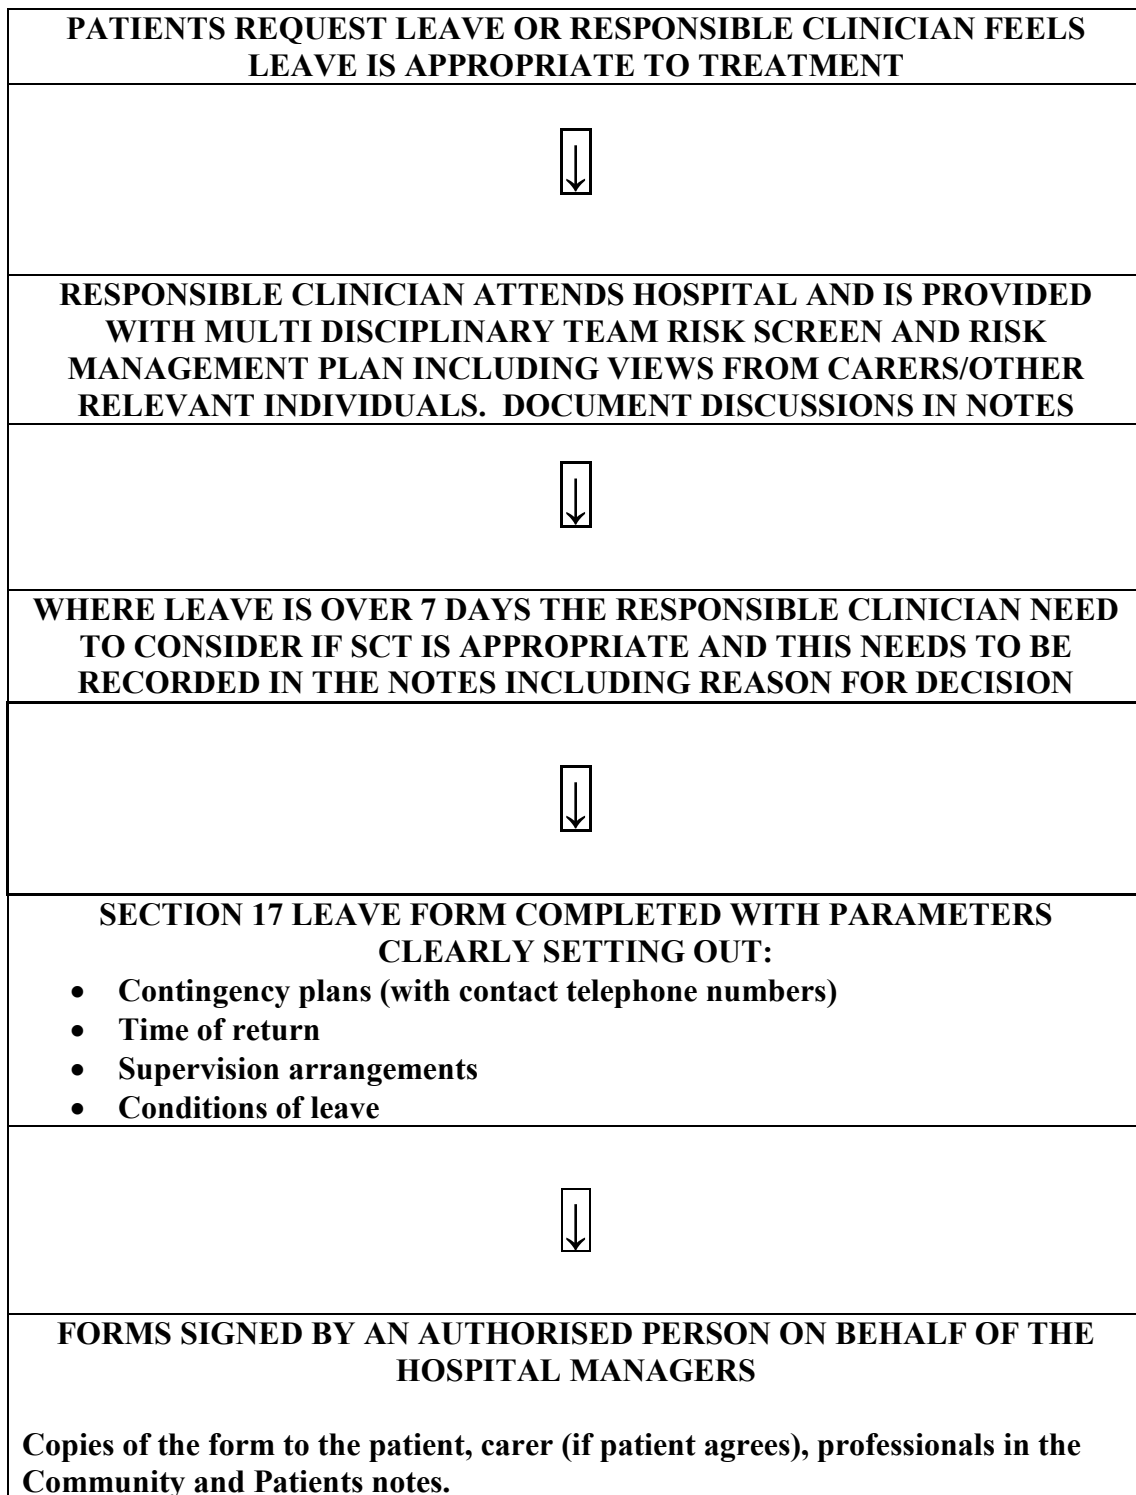 PATIENTS REQUEST LEAVE OR RESPONSIBLE CLINICIAN FEELS
LEAVE IS APPROPRIATE TO TREATMENT
↓
RESPONSIBLE CLINICIAN ATTENDS HOSPITAL AND IS PROVIDED
WITH MULTI DISCIPLINARY TEAM RISK SCREEN AND RISK
MANAGEMENT PLAN INCLUDING VIEWS FROM CARERS/OTHER
RELEVANT INDIVIDUALS.  DOCUMENT DISCUSSIONS IN NOTES
↓
WHERE LEAVE IS OVER 7 DAYS THE RESPONSIBLE CLINICIAN NEED
TO CONSIDER IF SCT IS APPROPRIATE AND THIS NEEDS TO BE
RECORDED IN THE NOTES INCLUDING REASON FOR DECISION
↓
SECTION 17 LEAVE FORM COMPLETED WITH PARAMETERS
CLEARLY SETTING OUT:
• Contingency plans (with contact telephone numbers)
• Time of return
• Supervision arrangements
• Conditions of leave
↓
FORMS SIGNED BY AN AUTHORISED PERSON ON BEHALF OF THE
HOSPITAL MANAGERS
Copies of the form to the patient, carer (if patient agrees), professionals in the
Community and Patients notes.